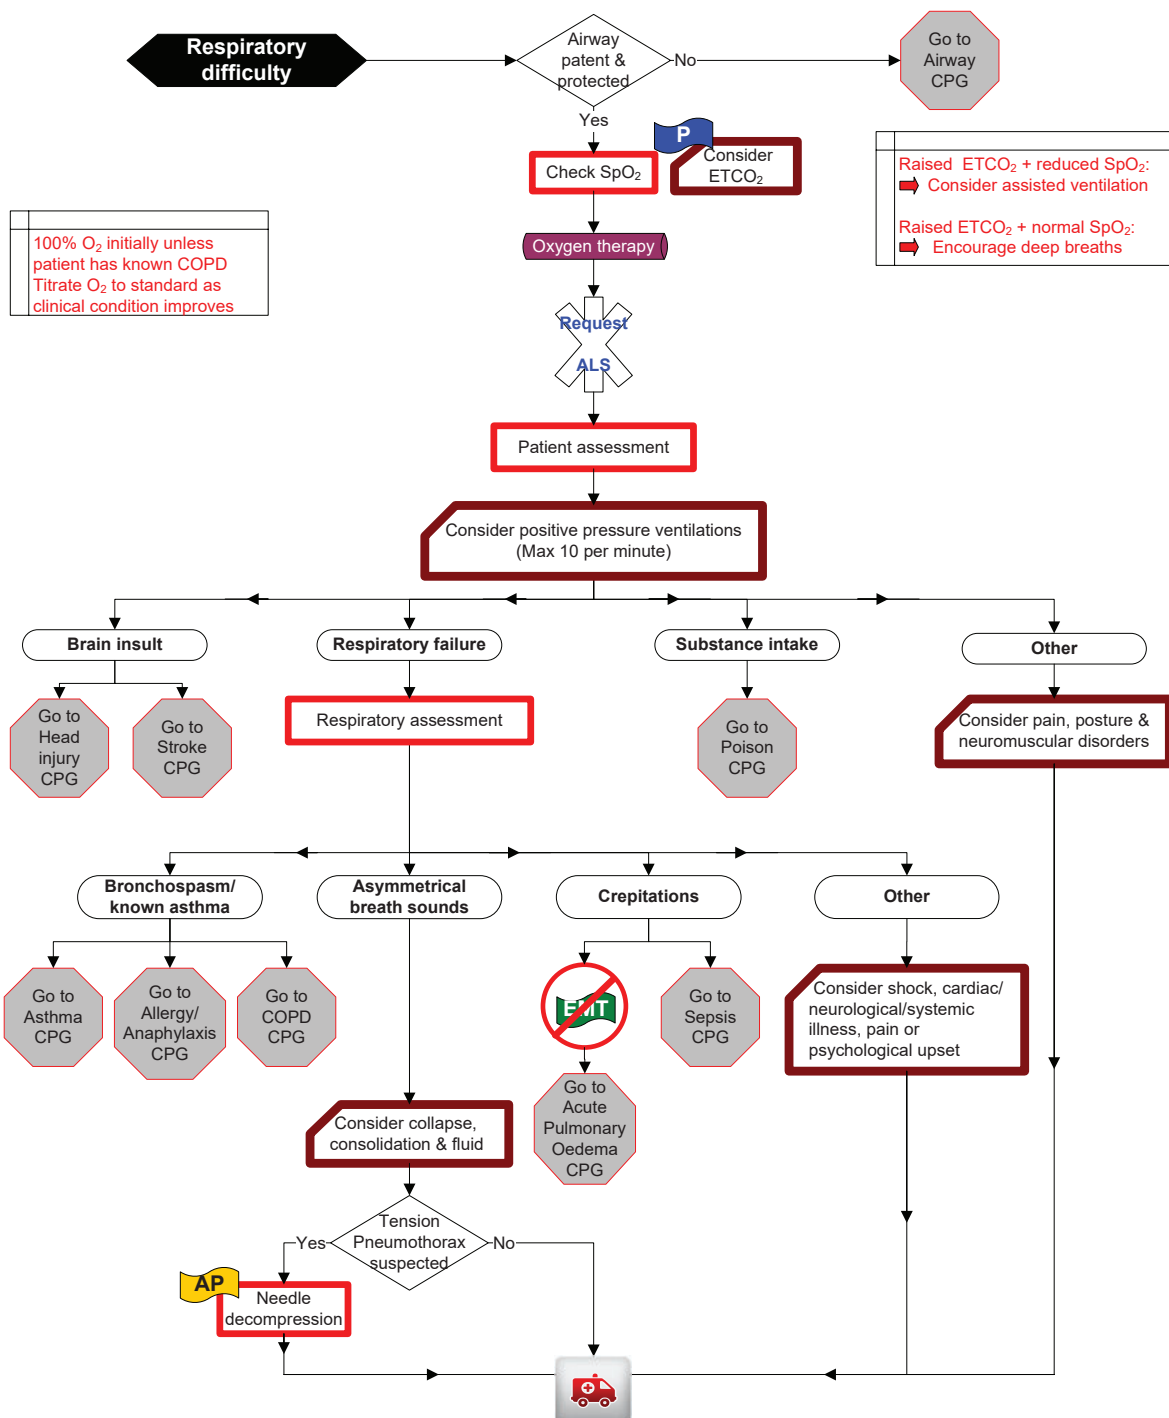 Respiratory
difficulty
Airway
patent &
protected
No
Go to
Airway
CPG
Yes
P
Consider
ETCO₂
Check SpO₂
Raised ETCO₂ + reduced SpO₂:
Consider assisted ventilation
Raised ETCO₂ + normal SpO₂:
Encourage deep breaths
100% O₂ initially unless
patient has known COPD
Titrate O₂ to standard as
clinical condition improves
Oxygen therapy
Request
ALS
Patient assessment
Consider positive pressure ventilations
(Max 10 per minute)
Brain insult
Respiratory failure
Substance intake
Other
Go to
Head
injury
CPG
Go to
Stroke
CPG
Respiratory assessment
Go to
Poison
CPG
Consider pain, posture &
neuromuscular disorders
Bronchospasm/
known asthma
Asymmetrical
breath sounds
Crepitations
Other
Go to
Asthma
CPG
Go to
Allergy/
Anaphylaxis
CPG
Go to
COPD
CPG
EMT
Go to
Sepsis
CPG
Consider shock, cardiac/
neurological/systemic
illness, pain or
psychological upset
Go to
Acute
Pulmonary
Oedema
CPG
Consider collapse,
consolidation & fluid
Tension
Pneumothorax
suspected
Yes
No
AP
Needle
decompression